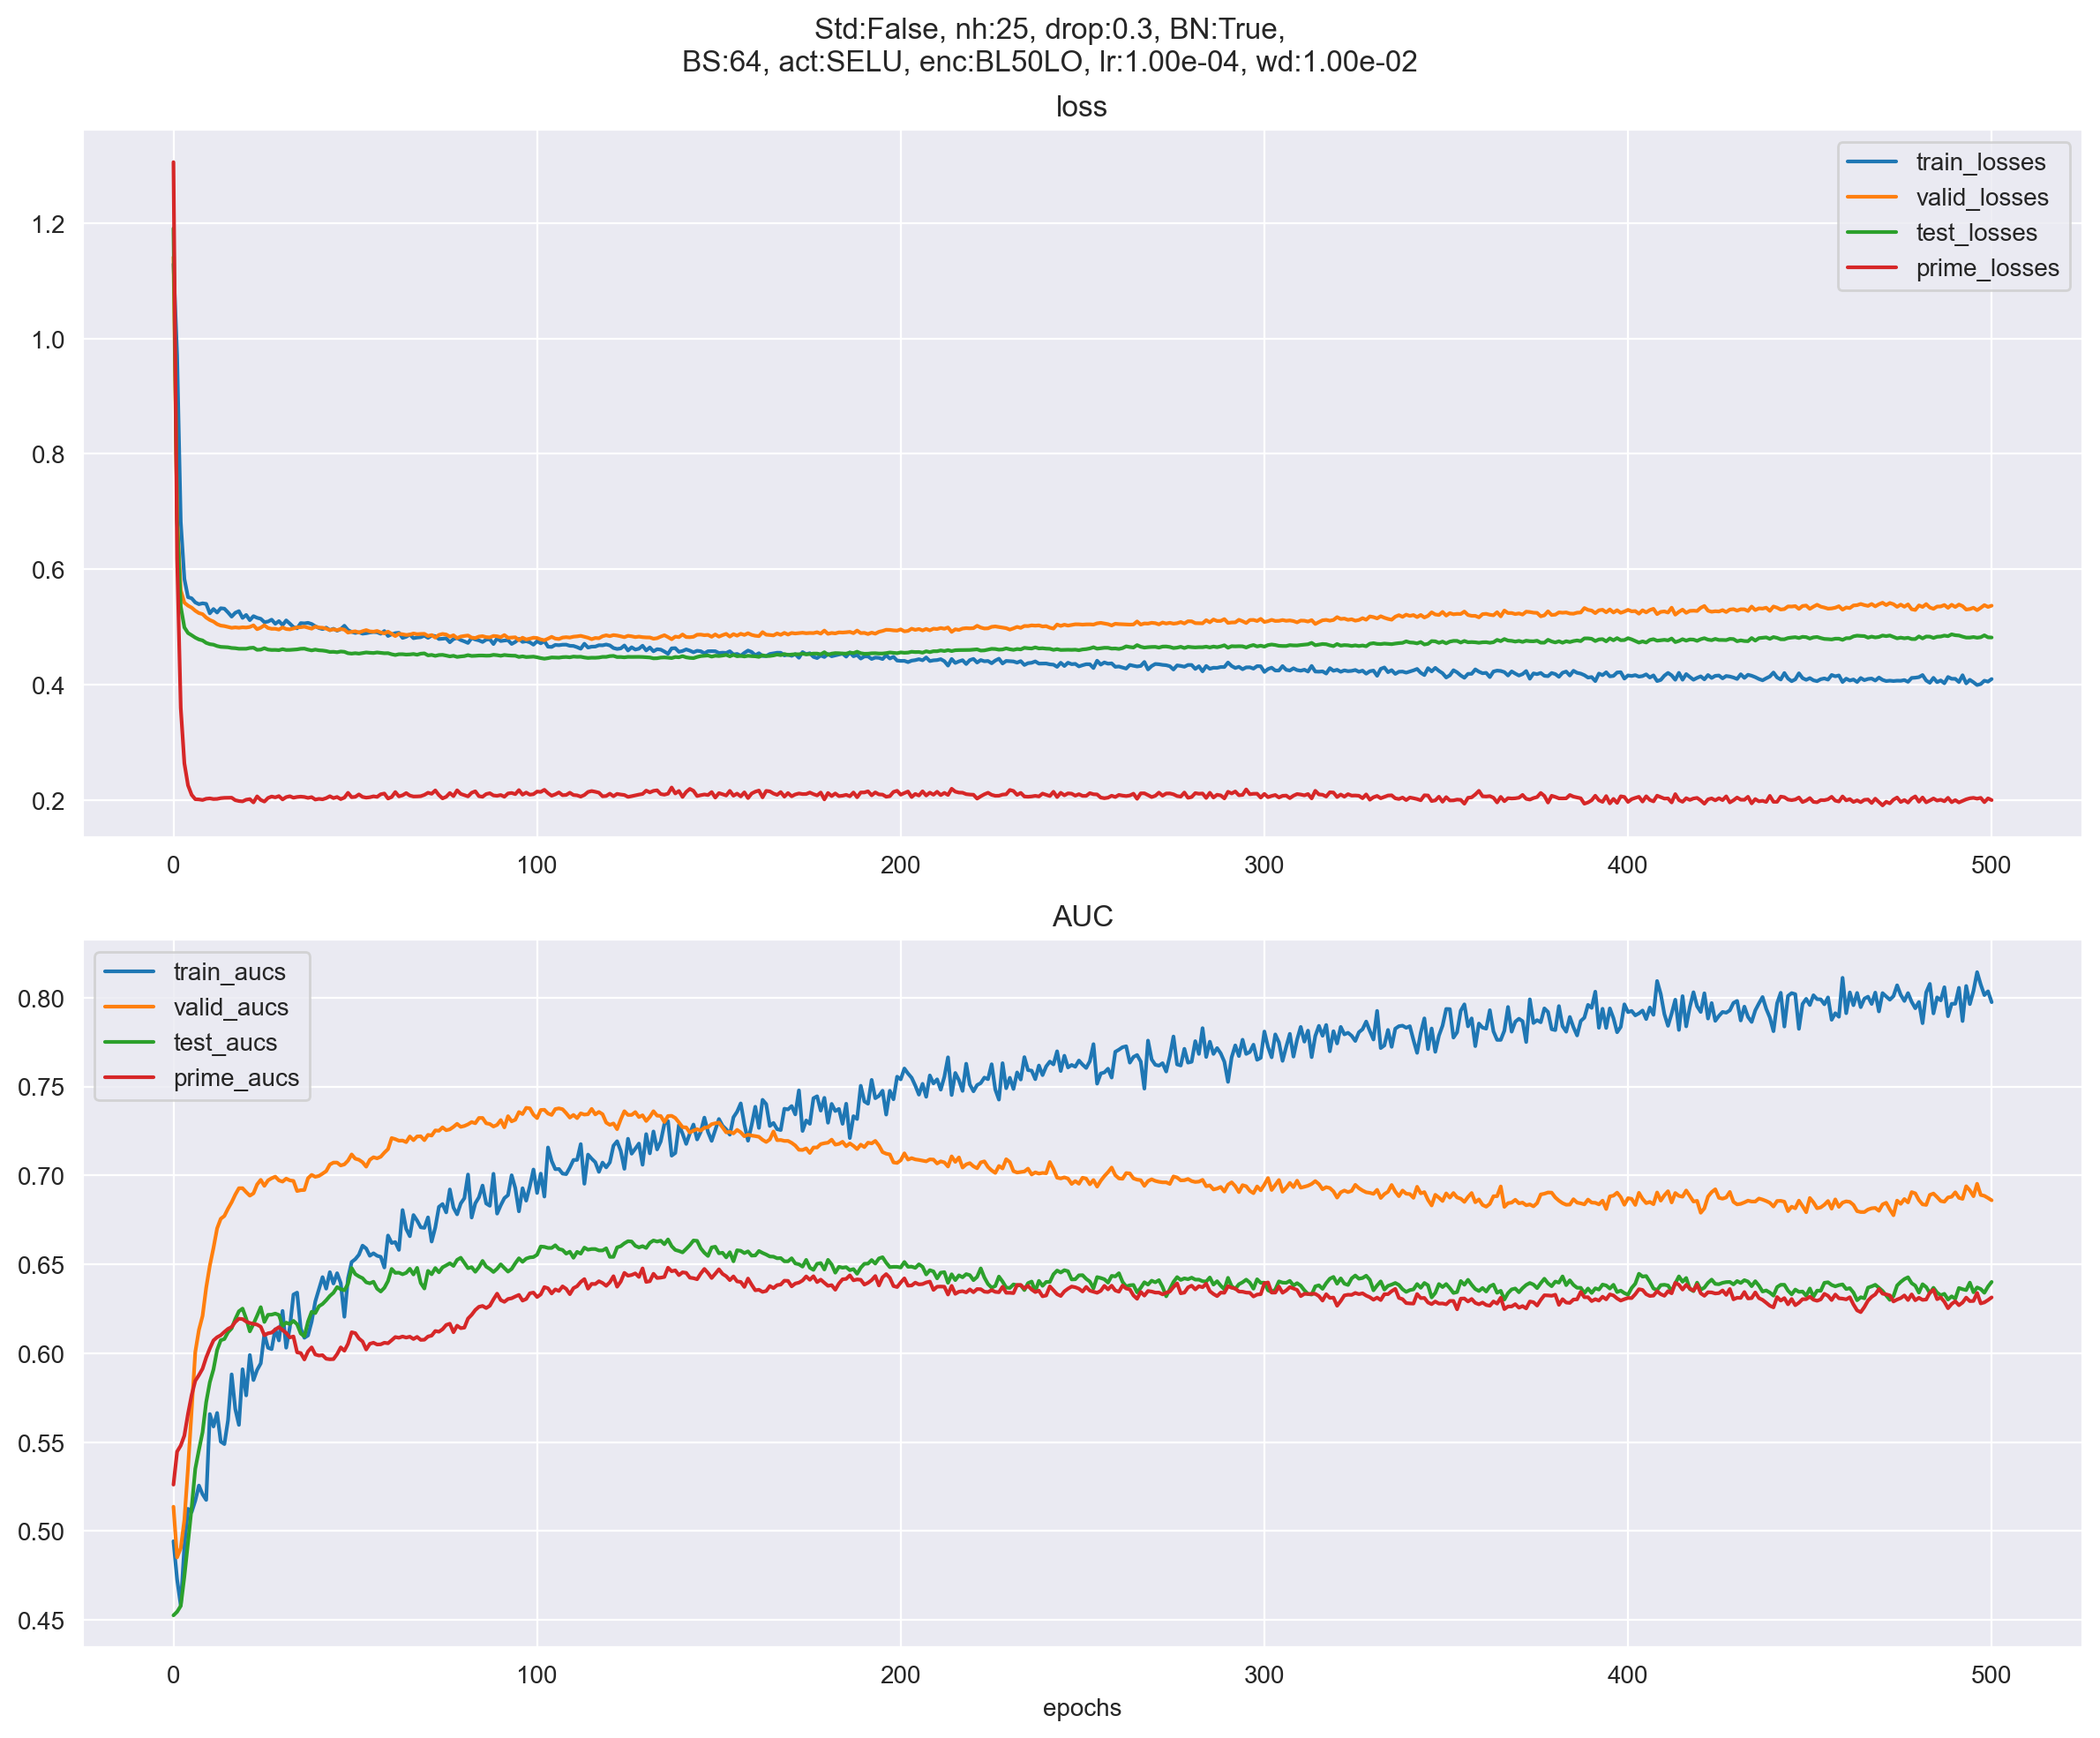 Std:False, nh:25, drop:0.3, BN:True,
BS:64, act:SELU, enc:BL50LO, lr:1.00e-04, wd:1.00e-02
loss
train_losses
valid_losses
test_losses
prime_losses
1.2
1.0
0.8
0.6
0.4
0.2
0 100 200 300 400 500
AUC
train_aucs
valid_aucs
test_aucs
prime_aucs
0.80
0.75
0.70
0.65
0.60
0.55
0.50
0.45
0 100 200 300 400 500
epochs